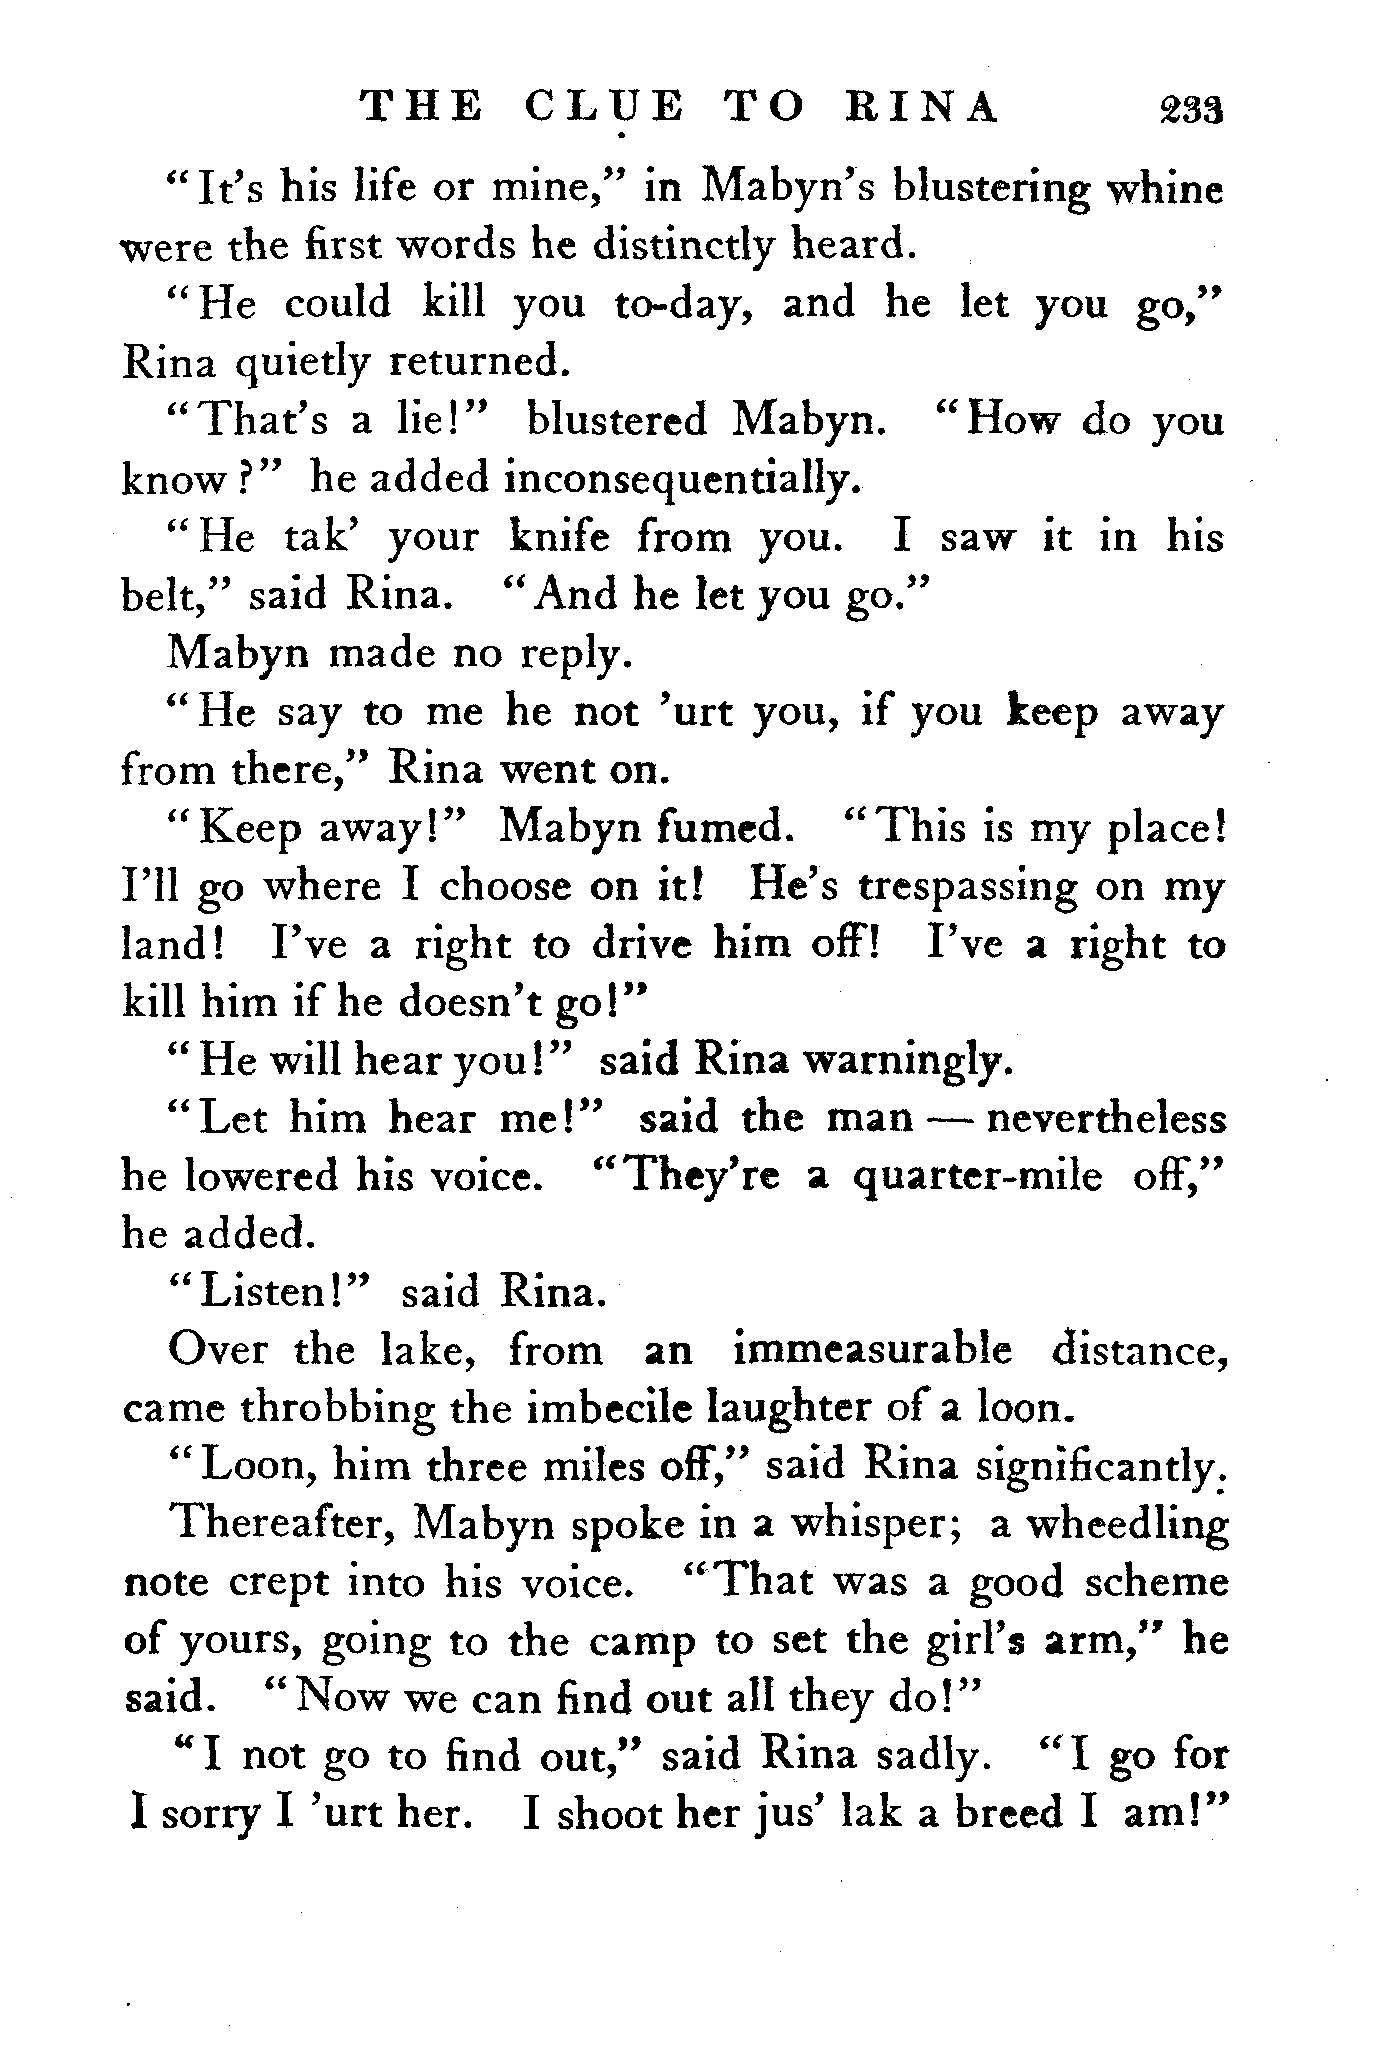 THE CLUE TO RINA 233
“It’s his life or mine,” in Mabyn’s blustering whine
were the first words he distinctly heard.
“He could kill you to-day, and he let you go,”
Rina quietly returned.
“That’s a lie!” blustered Mabyn. “How do you
know?” he added inconsequentially.
“He tak’ your knife from you. I saw it in his
belt,” said Rina. “And he let you go.”
Mabyn made no reply.
“He say to me he not ’urt you, if you keep away
from there,” Rina went on.
“Keep away!” Mabyn fumed. “This is my place!
I’ll go where I choose on it! He’s trespassing on my
land! I’ve a right to drive him off! I’ve a right to
kill him if he doesn’t go!”
“He will hear you!” said Rina warningly.
“Let him hear me!” said the man — nevertheless
he lowered his voice. “They’re a quarter-mile off,”
he added.
“Listen!” said Rina.
Over the lake, from an immeasurable distance,
came throbbing the imbecile laughter of a loon.
“Loon, him three miles off,” said Rina significantly.
Thereafter, Mabyn spoke in a whisper; a wheedling
note crept into his voice. “That was a good scheme
of yours, going to the camp to set the girl’s arm,” he
said. “Now we can find out all they do!”
“I not go to find out,” said Rina sadly. “I go for
I sorry I ’urt her. I shoot her jus’ lak a breed I am!”